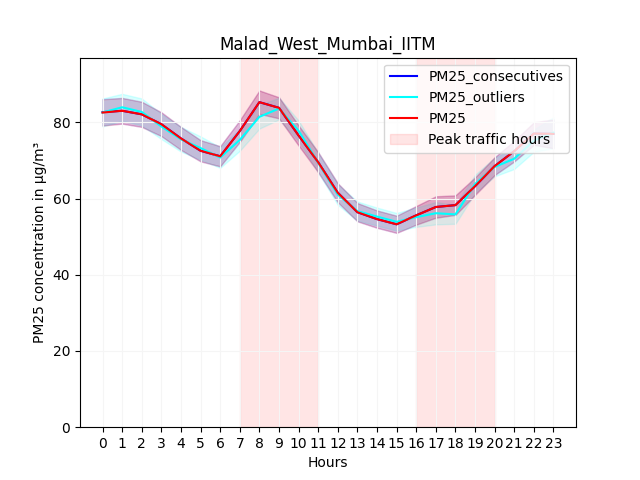 Malad_West_Mumbai_IITM
PM25_consecutives
PM25_outliers
PM25
Peak traffic hours
PM25 concentration in µg/m³
80
60
40
20
0
0 1 2 3 4 5 6 7 8 9 10 11 12 13 14 15 16 17 18 19 20 21 22 23
Hours